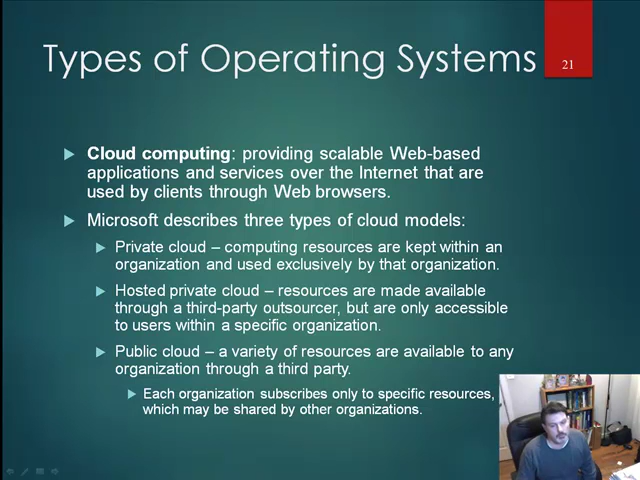 Types of Operating Systems
21
Cloud computing: providing scalable Web-based
applications and services over the Internet that are
used by clients through Web browsers.
Microsoft describes three types of cloud models:
Private cloud – computing resources are kept within an
organization and used exclusively by that organization.
Hosted private cloud – resources are made available
through a third-party outsourcer, but are only accessible
to users within a specific organization.
Public cloud – a variety of resources are available to any
organization through a third party.
Each organization subscribes only to specific resources,
which may be shared by other organizations.